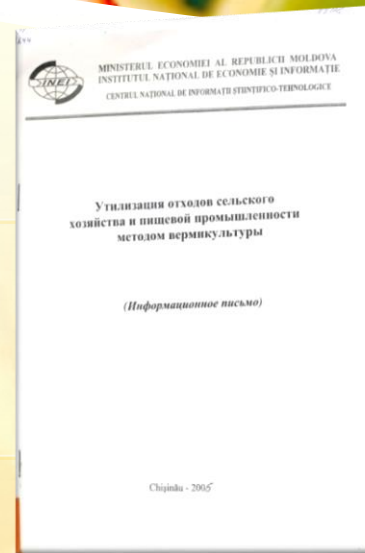 INEI
MINISTERUL ECONOMIEI AL REPUBLICII MOLDOVA
INSTITUTUL NAȚIONAL DE ECONOMIE ȘI INFORMAȚIE
CENTRUL NAȚIONAL DE INFORMAȚII ȘTIINȚIFICO-TEHNOLOGICE
Утилизация отходов сельского
хозяйства и пищевой промышленности
методом вермикультуры
(Информационное письмо)
Chișinău - 2005